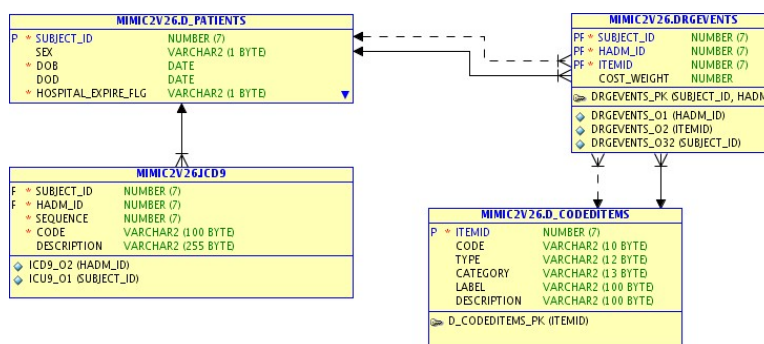 MIMIC2V26.D_PATIENTS
P * SUBJECT_ID NUMBER (7)
SEX VARCHAR2 (1 BYTE)
* DOB DATE
DOD DATE
* HOSPITAL_EXPIRE_FLG VARCHAR2 (1 BYTE)
MIMIC2V26.DRGEVENTS
PF * SUBJECT_ID NUMBER (7)
PF * HADM_ID NUMBER (7)
PF * ITEMID NUMBER (7)
COST_WEIGHT NUMBER
DRGEVENTS_PK (SUBJECT_ID, HADM
DRGEVENTS_O1 (HADM_ID)
DRGEVENTS_O2 (ITEMID)
DRGEVENTS_O32 (SUBJECT_ID)
MIMIC2V26.ICD9
F * SUBJECT_ID NUMBER (7)
F * HADM_ID NUMBER (7)
* SEQUENCE NUMBER (7)
* CODE VARCHAR2 (100 BYTE)
DESCRIPTION VARCHAR2 (255 BYTE)
ICD9_O2 (HADM_ID)
ICU9_O1 (SUBJECT_ID)
MIMIC2V26.D_CODEDITEMS
P * ITEMID NUMBER (7)
CODE VARCHAR2 (10 BYTE)
TYPE VARCHAR2 (12 BYTE)
CATEGORY VARCHAR2 (13 BYTE)
LABEL VARCHAR2 (100 BYTE)
DESCRIPTION VARCHAR2 (100 BYTE)
D_CODEDITEMS_PK (ITEMID)